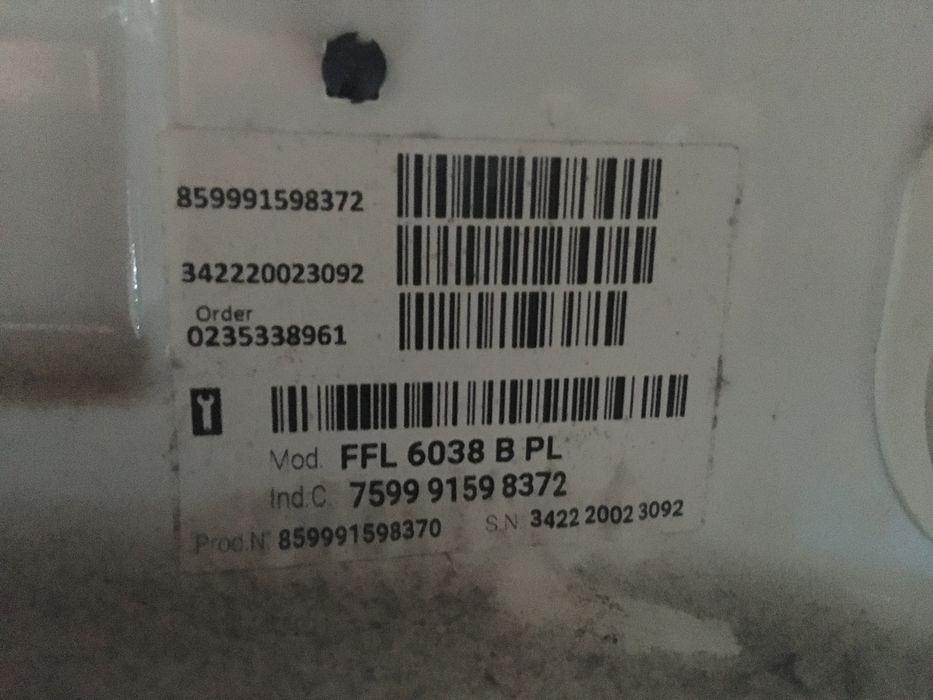 859991598372
342220023092
Order
0235338961
Mod. FFL 6038 B PL
Ind.C. 7599 9159 8372
Prod.N. 859991598370 S.N. 3422 2002 3092